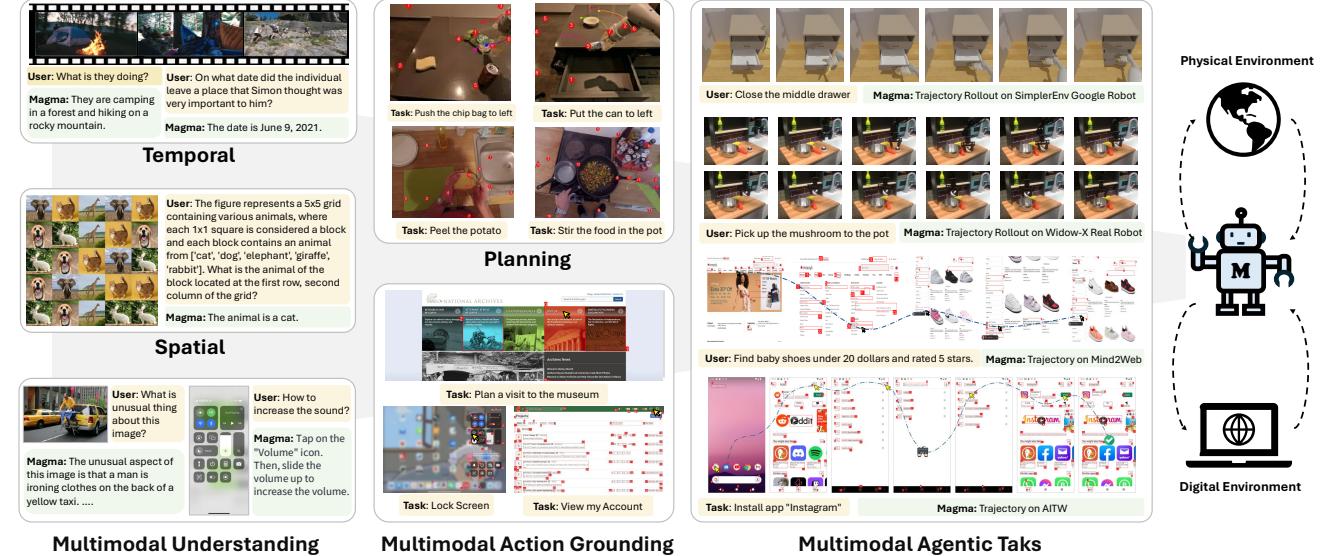 User: What is they doing?
Magma: They are camping
in a forest and hiking on a
rocky mountain.
User: On what date did the individual
leave a place that Simon thought was
very important to him?
Magma: The date is June 9, 2021.
Temporal
User: The figure represents a 5x5 grid
containing various animals, where
each 1x1 square is considered a block
and each block contains an animal
from ['cat', 'dog', 'elephant', 'giraffe',
'rabbit']. What is the animal of the
block located at the first row, second
column of the grid?
Magma: The animal is a cat.
Spatial
User: What is
unusual thing
about this
image?
Magma: The unusual aspect of
this image is that a man is
ironing clothes on the back of a
yellow taxi. ....
User: How to
increase the sound?
Magma: Tap on the
"Volume" icon.
Then, slide the
volume up to
increase the volume.
Multimodal Understanding
Task: Push the chip bag to left
Task: Put the can to left
Task: Peel the potato
Task: Stir the food in the pot
Planning
NATIONAL ARCHIVES
Task: Plan a visit to the museum
Task: Lock Screen
Task: View my Account
Multimodal Action Grounding
User: Close the middle drawer
Magma: Trajectory Rollout on SimplerEnv Google Robot
User: Pick up the mushroom to the pot
Magma: Trajectory Rollout on Widow-X Real Robot
User: Find baby shoes under 20 dollars and rated 5 stars.
Magma: Trajectory on Mind2Web
Task: Install app "Instagram"
Magma: Trajectory on AITW
Multimodal Agentic Taks
Physical Environment
M
Digital Environment